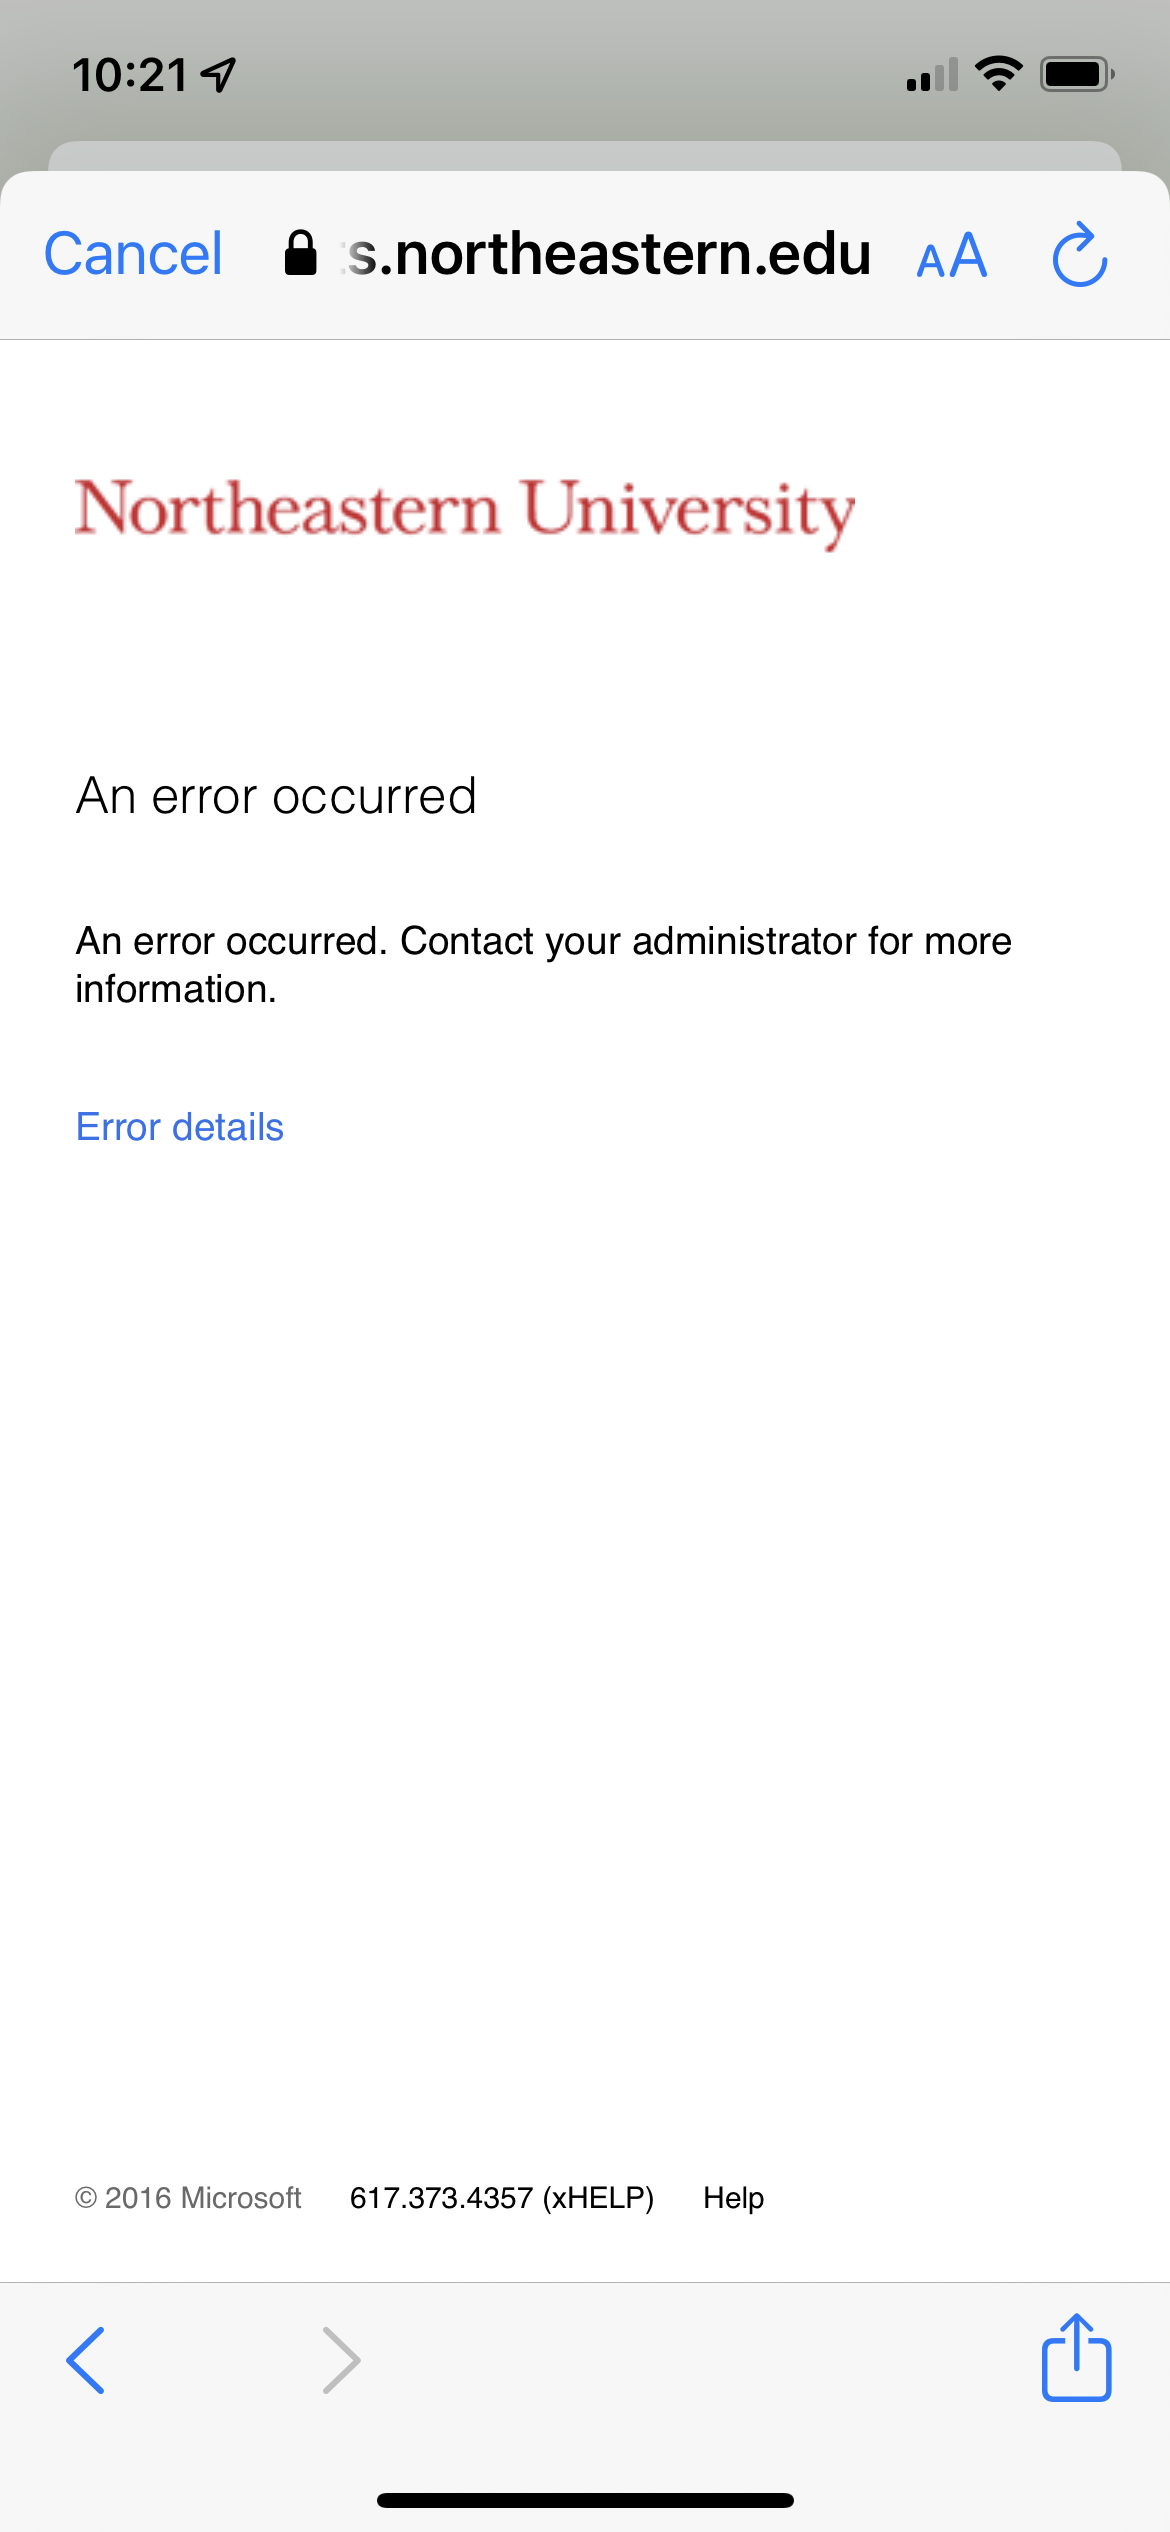 10:21
Cancel s.northeastern.edu AA
Northeastern University
An error occurred
An error occurred. Contact your administrator for more
information.
Error details
© 2016 Microsoft 617.373.4357 (xHELP) Help